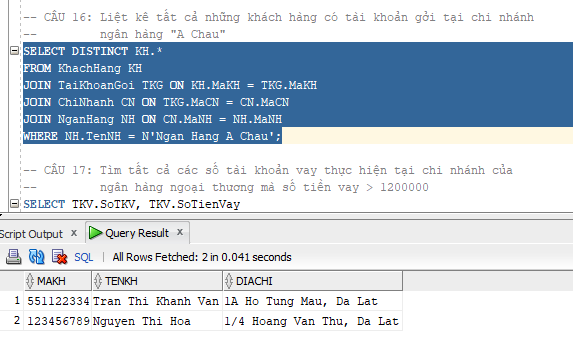 -- CÂU 16: Liệt kê tất cả những khách hàng có tài khoản gởi tại chi nhánh
-- ngân hàng "A Chau"
SELECT DISTINCT KH.*
FROM KhachHang KH
JOIN TaiKhoanGoi TKG ON KH.MaKH = TKG.MaKH
JOIN ChiNhanh CN ON TKG.MaCN = CN.MaCN
JOIN NganHang NH ON CN.MaNH = NH.MaNH
WHERE NH.TenNH = N'Ngan Hang A Chau';
-- CÂU 17: Tìm tất cả các số tài khoản vay thực hiện tại chi nhánh của
-- ngân hàng ngoại thương mà số tiền vay > 1200000
SELECT TKV.SoTKV, TKV.SoTienVay
Script Output x Query Result x
SQL | All Rows Fetched: 2 in 0.041 seconds
MAKH TENKH DIACHI
1 551122334 Tran Thi Khanh Van 1A Ho Tung Mau, Da Lat
2 123456789 Nguyen Thi Hoa 1/4 Hoang Van Thu, Da Lat